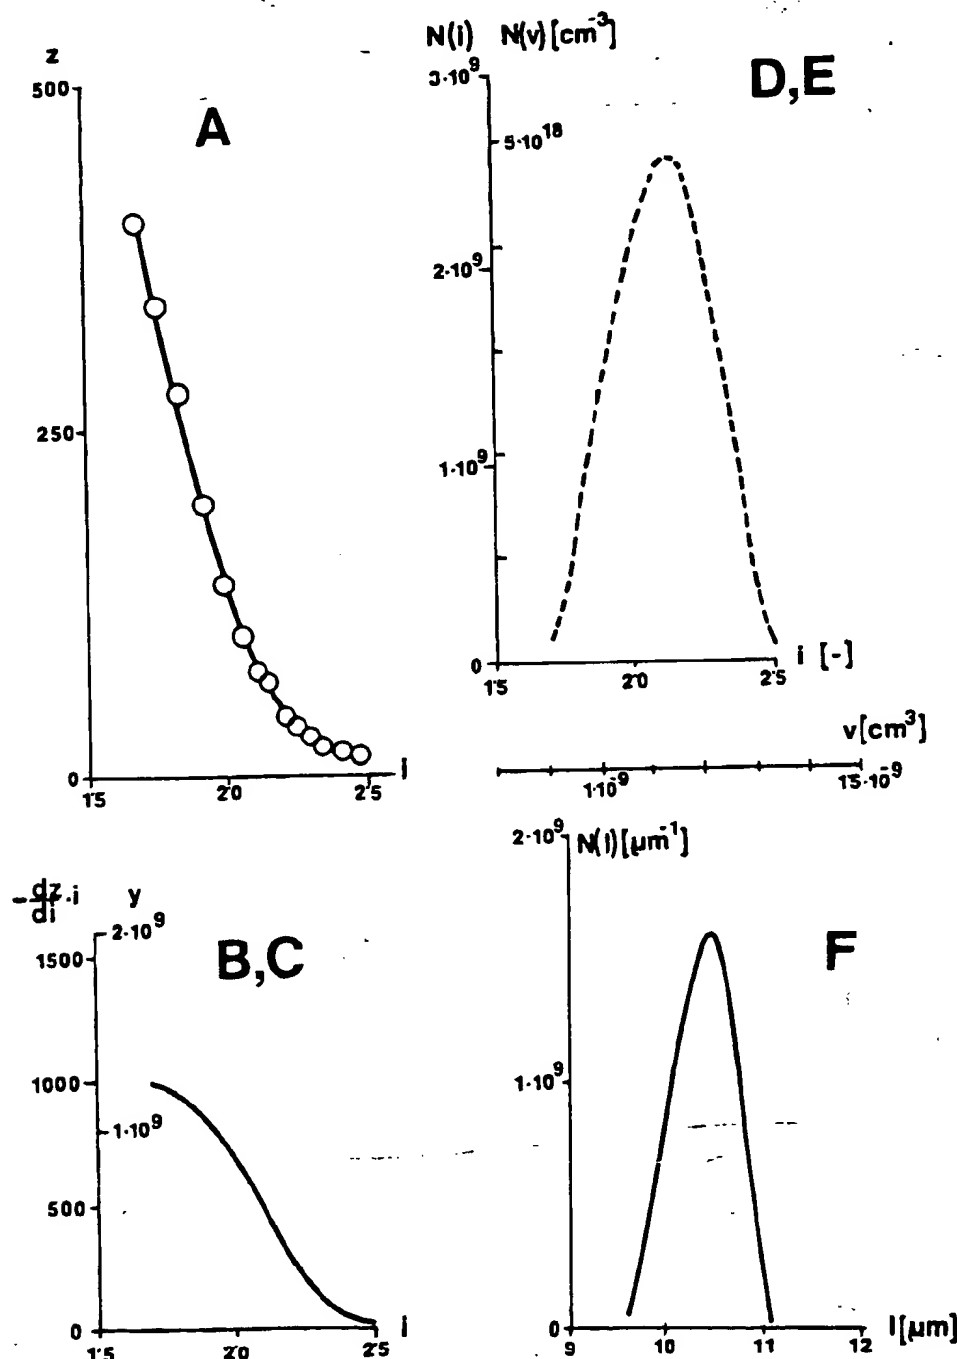 z
500
250
0
1·5
2·0
2·5
i
A
N(i) N(v) [cm⁻³]
3·10⁹
5·10¹⁸
2·10⁹
1·10⁹
0
1·5
2·0
2·5
i [-]
D,E
v[cm³]
1·10⁻⁹
1·5·10⁻⁹
-dz/di · i
y
2·10⁹
1500
1000
1·10⁹
500
0
1·5
2·0
2·5
i
B,C
2·10⁹
N(l) [μm⁻¹]
1·10⁹
0
9
10
11
12
l [μm]
F